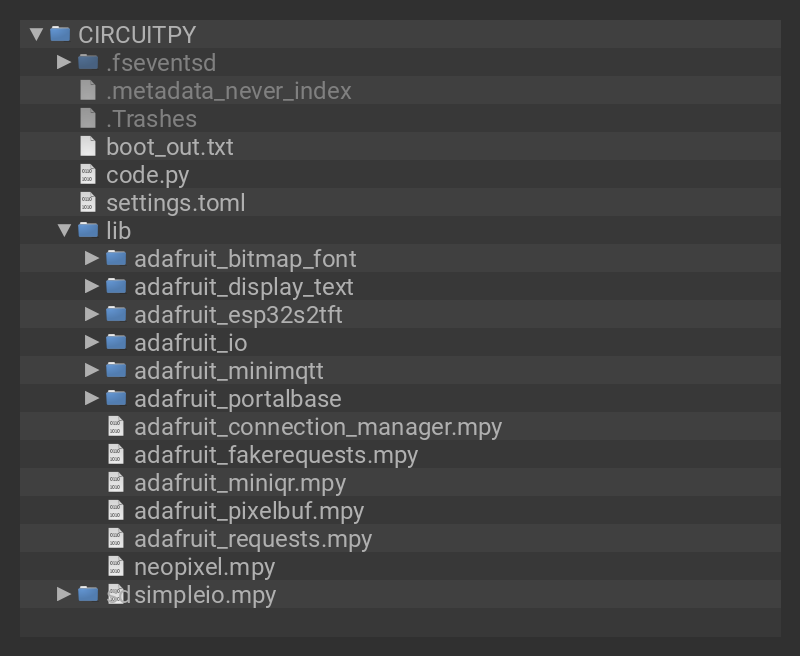 CIRCUITPY
.fseventsd
.metadata_never_index
.Trashes
boot_out.txt
code.py
settings.toml
lib
adafruit_bitmap_font
adafruit_display_text
adafruit_esp32s2tft
adafruit_io
adafruit_minimqtt
adafruit_portalbase
adafruit_connection_manager.mpy
adafruit_fakerequests.mpy
adafruit_miniqr.mpy
adafruit_pixelbuf.mpy
adafruit_requests.mpy
neopixel.mpy
sd simpleio.mpy